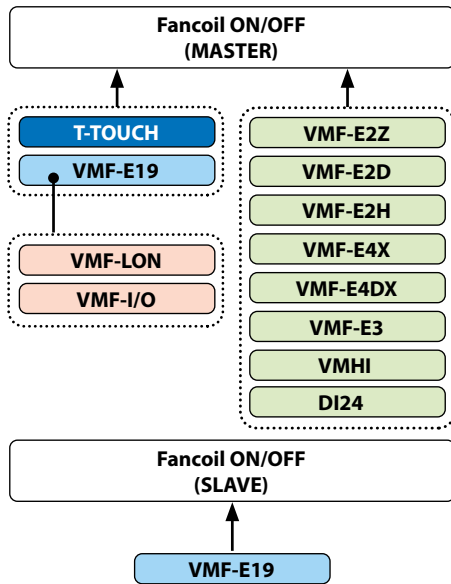 Fancoil ON/OFF
(MASTER)
T-TOUCH
VMF-E19
VMF-LON
VMF-I/O
VMF-E2Z
VMF-E2D
VMF-E2H
VMF-E4X
VMF-E4DX
VMF-E3
VMHI
DI24
Fancoil ON/OFF
(SLAVE)
VMF-E19